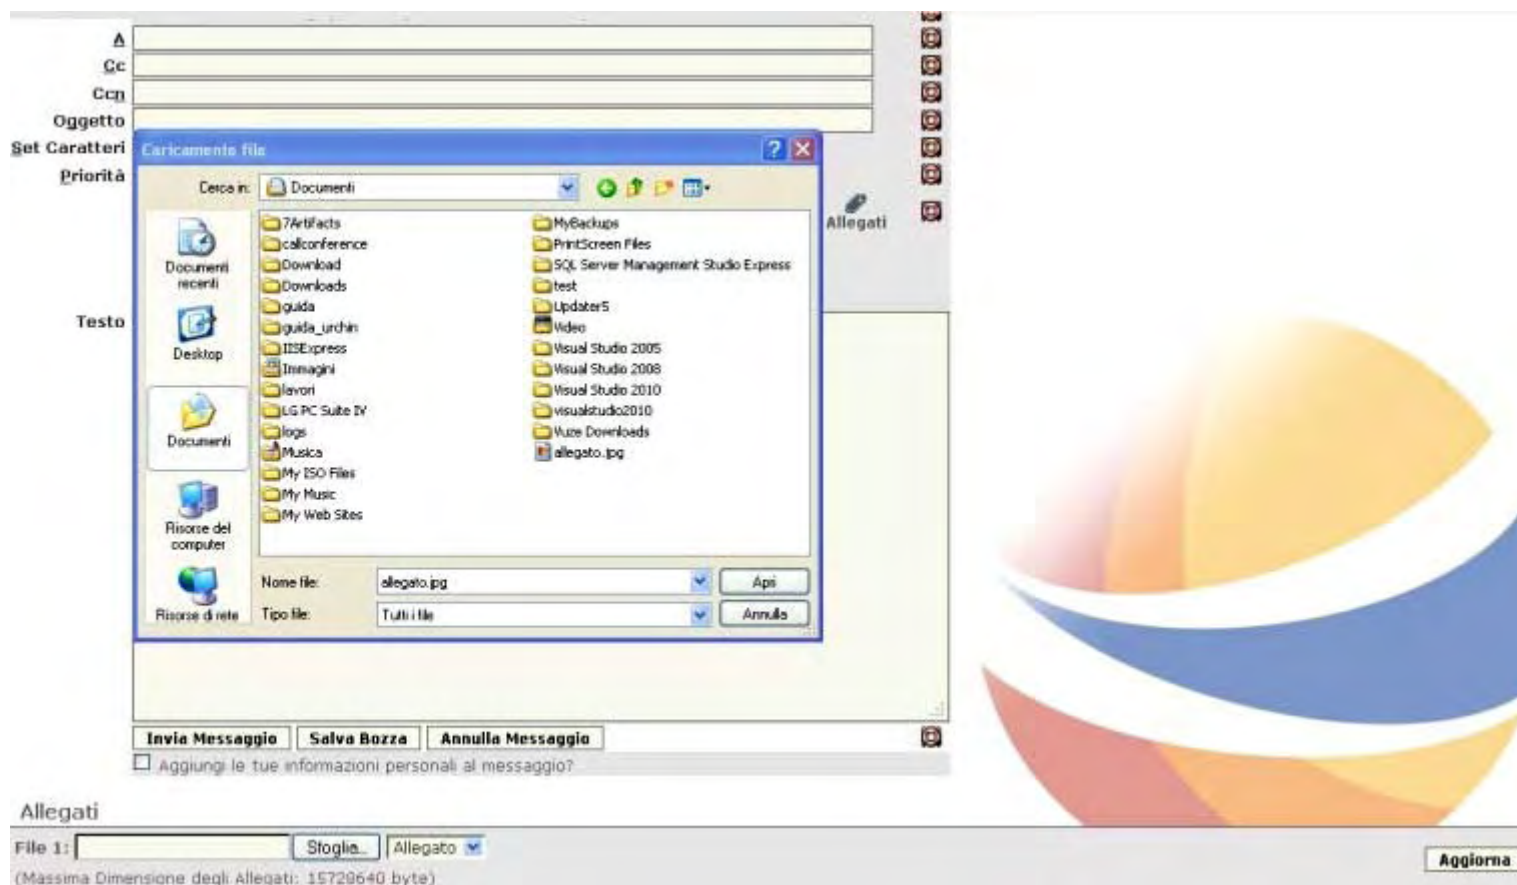 A
Cc
Ccn
Oggetto
Set Caratteri
Priorità
Allegati
Testo
Caricamento file
Cerca in:
Documenti
Documenti recenti
Desktop
Documenti
Risorse del computer
Risorse di rete
7Artifacts
callconference
Download
Downloads
guida
guida_urchin
IISExpress
Immagini
lavori
LG PC Suite IV
logs
Musica
My ISO Files
My Music
My Web Sites
MyBackups
PrintScreen Files
SQL Server Management Studio Express
test
Updater5
Video
Visual Studio 2005
Visual Studio 2008
Visual Studio 2010
visualstudio2010
Vuze Downloads
allegato.jpg
Nome file: allegato.jpg Apri
Tipo file: Tutti i file Annulla
Invia Messaggio Salva Bozza Annulla Messaggio
Aggiungi le tue informazioni personali al messaggio?
Allegati
File 1: Sfoglia... Allegato
Aggiorna
(Massima Dimensione degli Allegati: 15728640 byte)